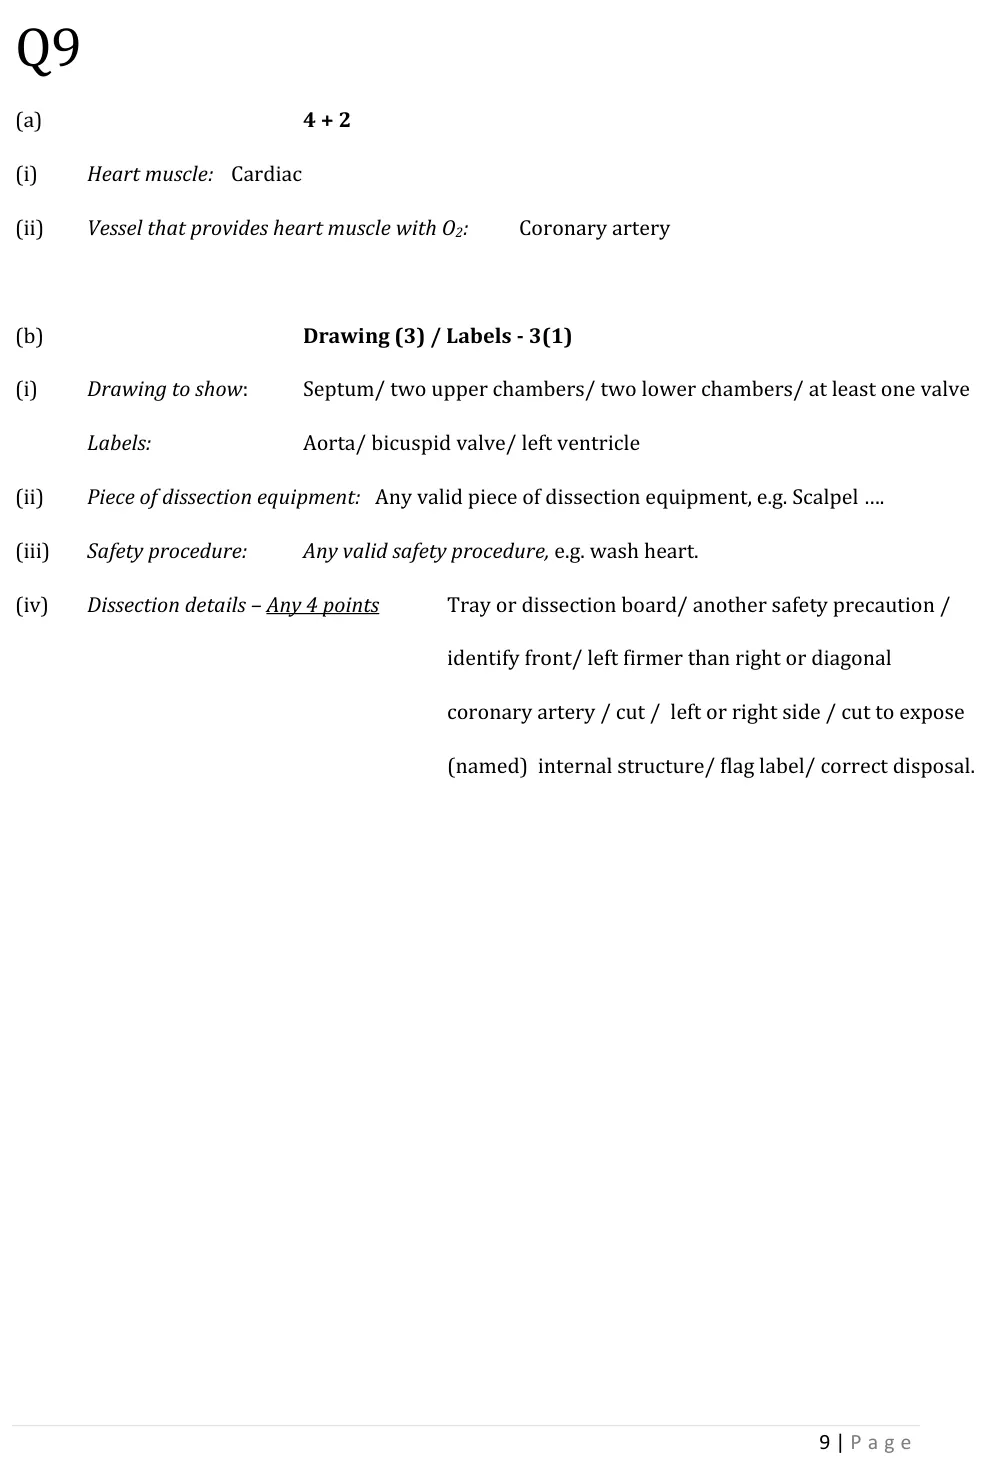 Q9
(a) 4 + 2
(i) Heart muscle: Cardiac
(ii) Vessel that provides heart muscle with O₂: Coronary artery
(b) Drawing (3) / Labels - 3(1)
(i) Drawing to show: Septum/ two upper chambers/ two lower chambers/ at least one valve
Labels: Aorta/ bicuspid valve/ left ventricle
(ii) Piece of dissection equipment: Any valid piece of dissection equipment, e.g. Scalpel ….
(iii) Safety procedure: Any valid safety procedure, e.g. wash heart.
(iv) Dissection details – Any 4 points Tray or dissection board/ another safety precaution /
identify front/ left firmer than right or diagonal
coronary artery / cut / left or right side / cut to expose
(named) internal structure/ flag label/ correct disposal.
9 | Page